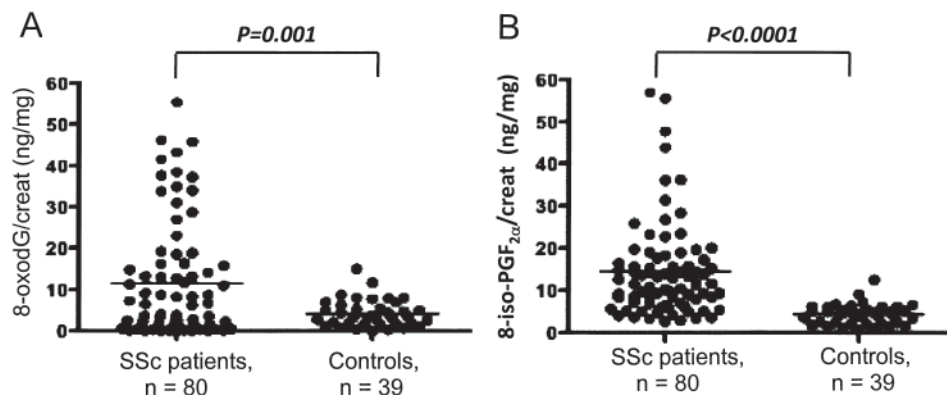 A
P=0.001
8-oxodG/creat (ng/mg)
60
50
40
30
20
10
0
SSc patients,
n = 80
Controls,
n = 39
B
P<0.0001
8-iso-PGF2α/creat (ng/mg)
60
50
40
30
20
10
0
SSc patients,
n = 80
Controls,
n = 39